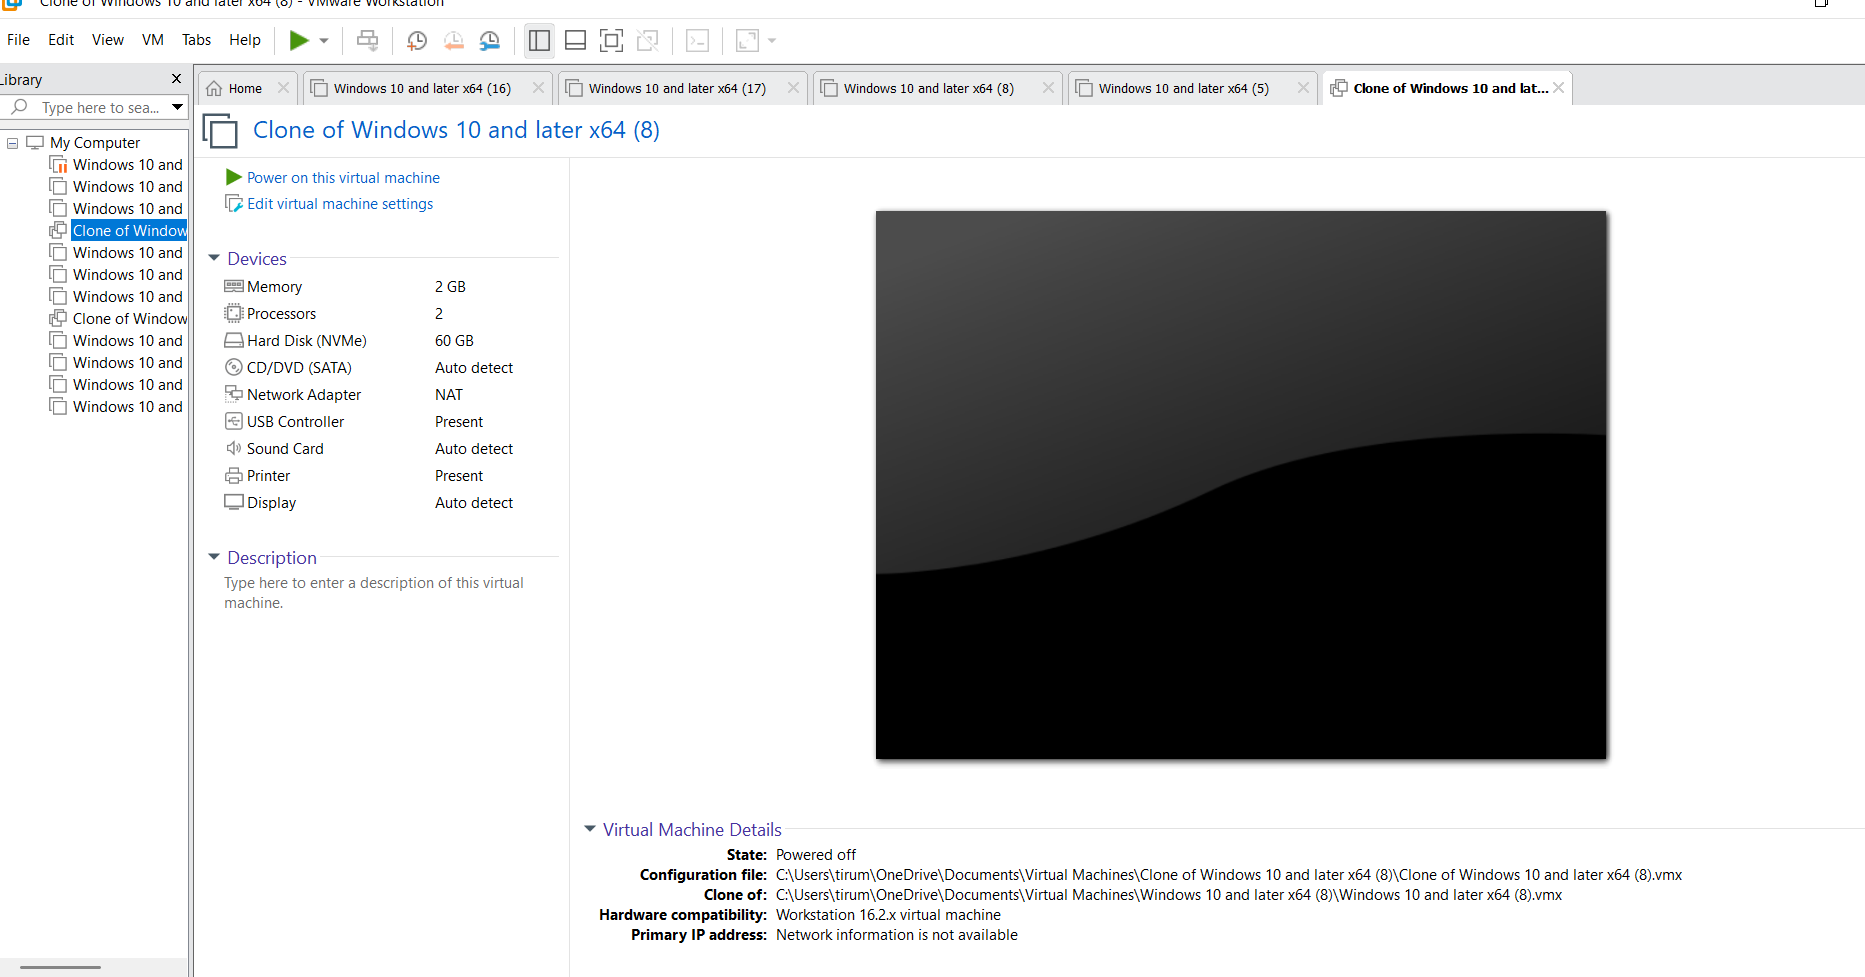 Clone of Windows 10 and later x64 (8) - VMware Workstation
File Edit View VM Tabs Help
Library
Type here to sea...
My Computer
Windows 10 and
Windows 10 and
Windows 10 and
Clone of Window
Windows 10 and
Windows 10 and
Windows 10 and
Clone of Window
Windows 10 and
Windows 10 and
Windows 10 and
Windows 10 and
Home
Windows 10 and later x64 (16)
Windows 10 and later x64 (17)
Windows 10 and later x64 (8)
Windows 10 and later x64 (5)
Clone of Windows 10 and lat...
Clone of Windows 10 and later x64 (8)
Power on this virtual machine
Edit virtual machine settings
Devices
Memory 2 GB
Processors 2
Hard Disk (NVMe) 60 GB
CD/DVD (SATA) Auto detect
Network Adapter NAT
USB Controller Present
Sound Card Auto detect
Printer Present
Display Auto detect
Description
Type here to enter a description of this virtual
machine.
Virtual Machine Details
State: Powered off
Configuration file: C:\Users\tirum\OneDrive\Documents\Virtual Machines\Clone of Windows 10 and later x64 (8)\Clone of Windows 10 and later x64 (8).vmx
Clone of: C:\Users\tirum\OneDrive\Documents\Virtual Machines\Windows 10 and later x64 (8)\Windows 10 and later x64 (8).vmx
Hardware compatibility: Workstation 16.2.x virtual machine
Primary IP address: Network information is not available